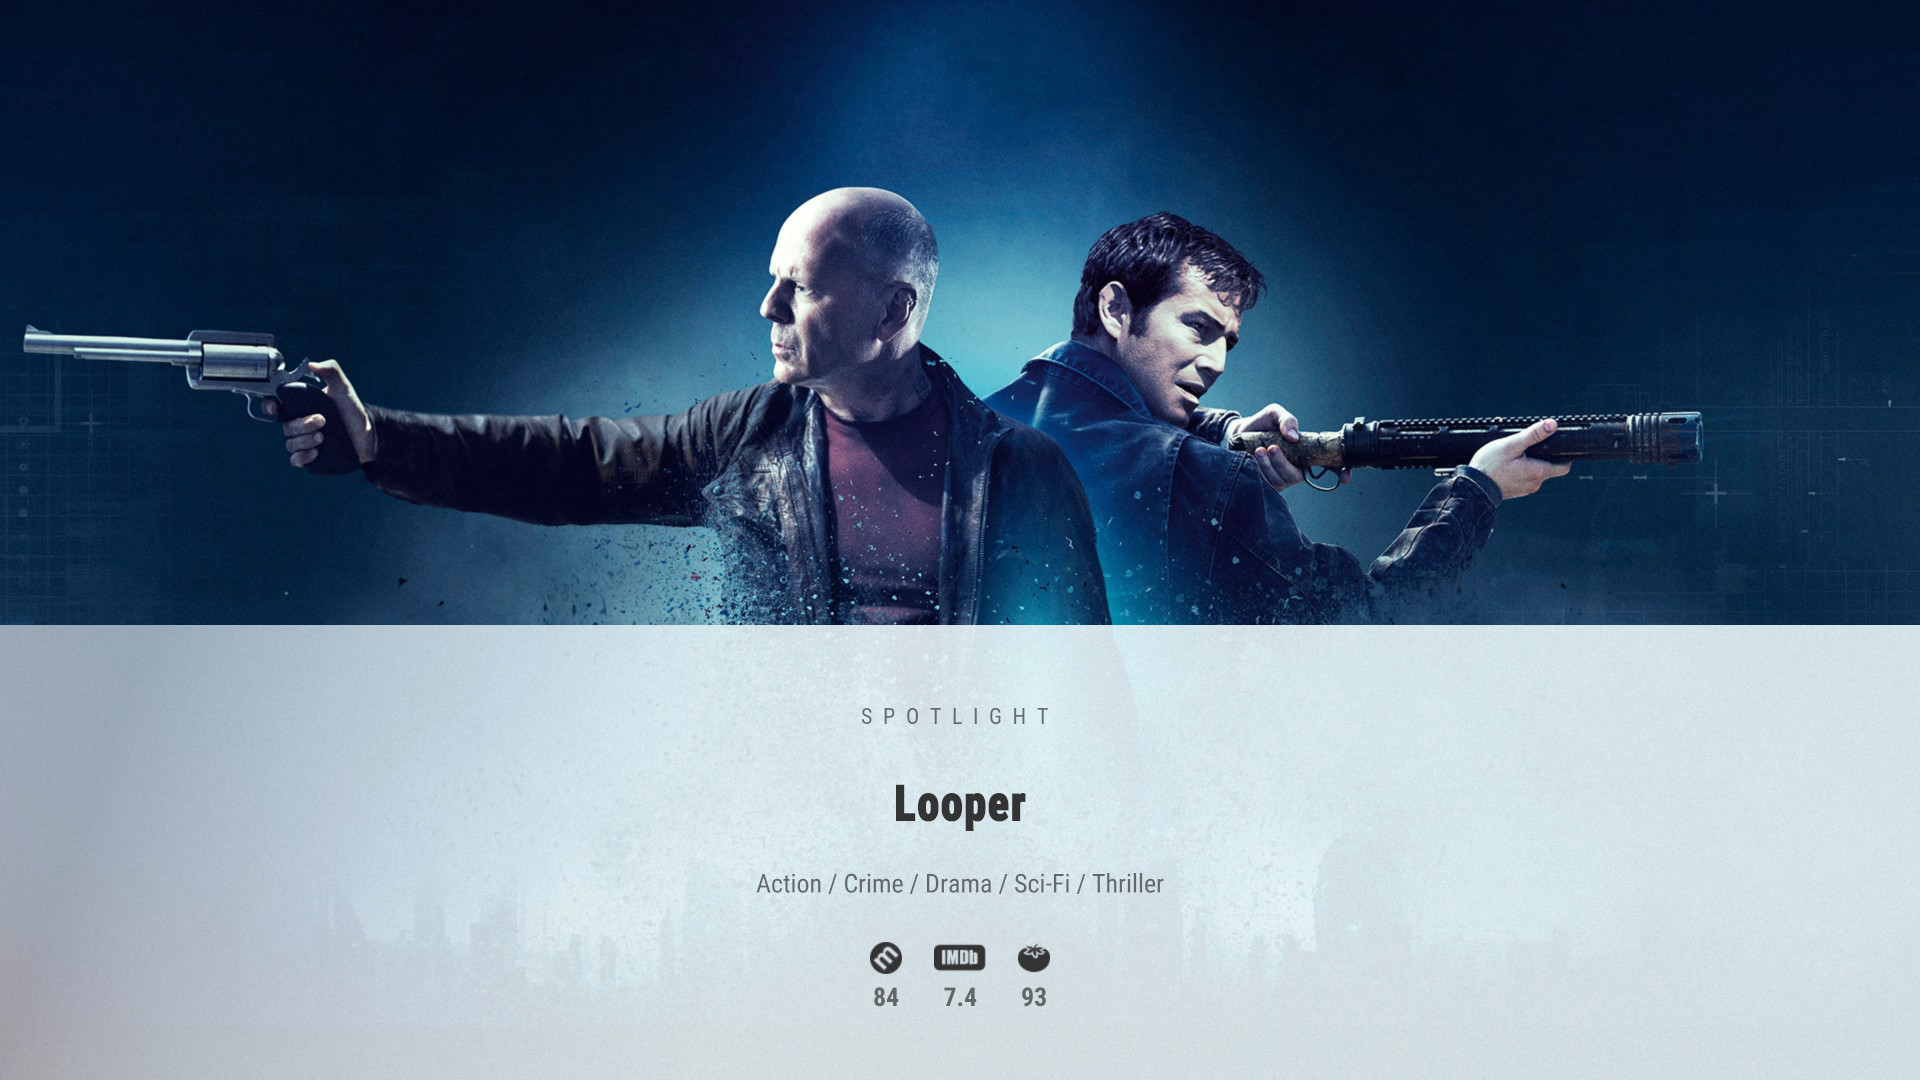 SPOTLIGHT
Looper
Action / Crime / Drama / Sci-Fi / Thriller
m IMDb
84 7.4 93